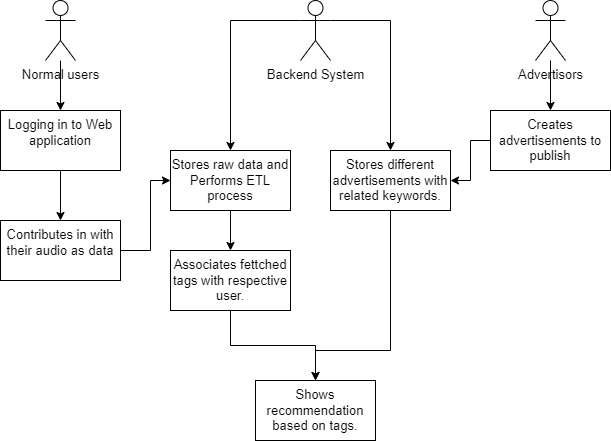 Normal users
Backend System
Advertisors
Logging in to Web
application
Creates
advertisements to
publish
Stores raw data and
Performs ETL
process
Stores different
advertisements with
related keywords.
Contributes in with
their audio as data
Associates fettched
tags with respective
user.
Shows
recommendation
based on tags.